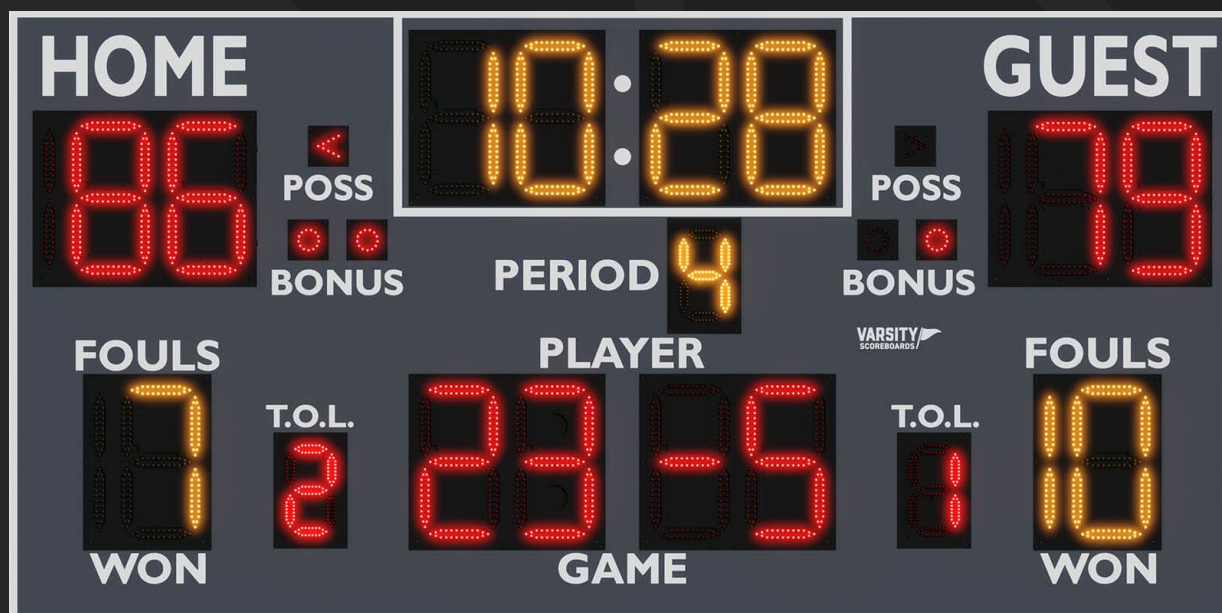 HOME
10:28
GUEST
86
POSS
POSS
79
BONUS
PERIOD 4
BONUS
VARSITY
SCOREBOARDS
FOULS
PLAYER
FOULS
7
T.O.L.
2
23-5
T.O.L.
1
10
WON
GAME
WON